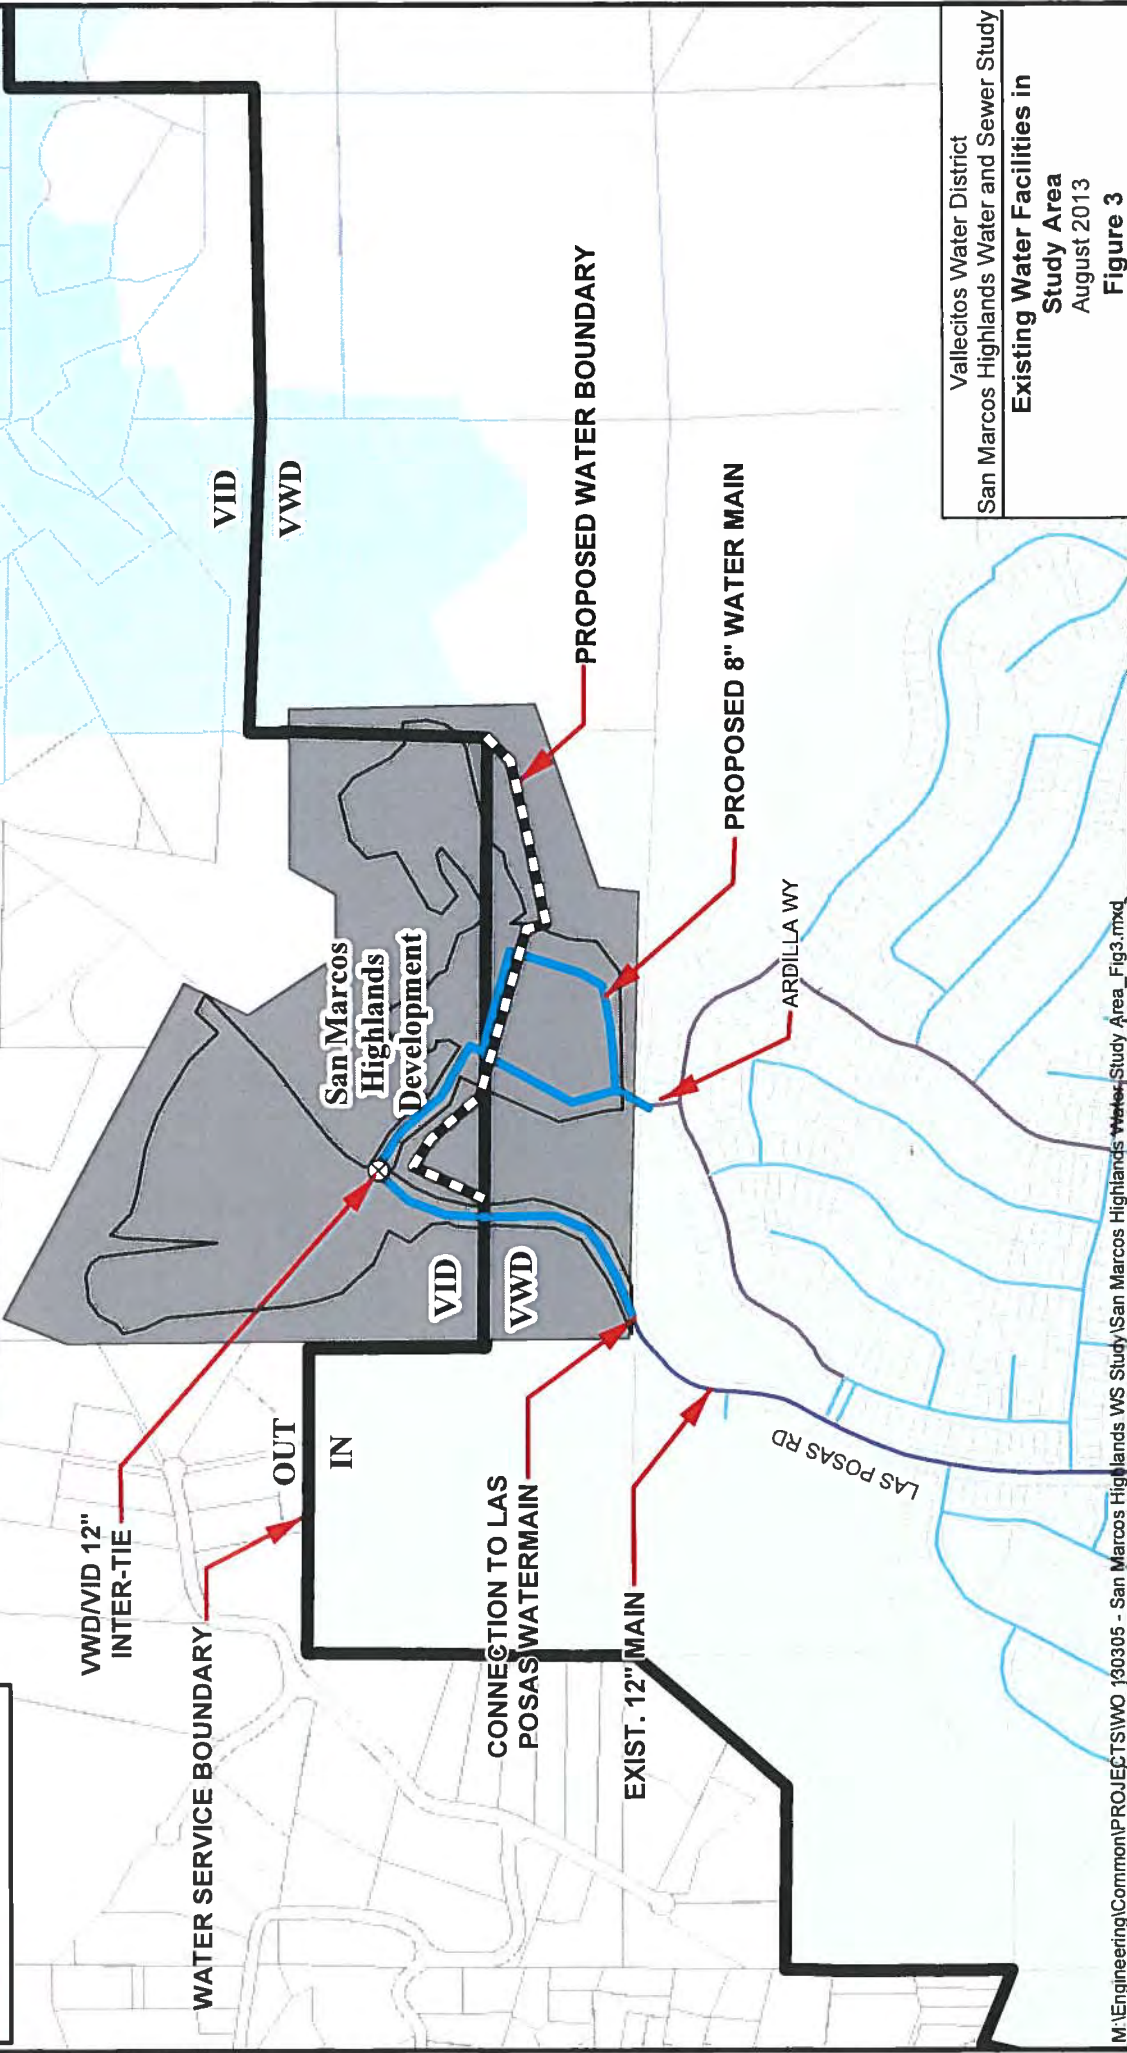 VWD/VID 12"
INTER-TIE
WATER SERVICE BOUNDARY
OUT
IN
San Marcos
Highlands
Development
VID
VWD
VID
VWD
PROPOSED WATER BOUNDARY
CONNECTION TO LAS
POSAS WATERMAIN
EXIST. 12" MAIN
PROPOSED 8" WATER MAIN
ARDILLA WY
LAS POSAS RD
Vallecitos Water District
San Marcos Highlands Water and Sewer Study
Existing Water Facilities in
Study Area
August 2013
Figure 3
M:\Engineering\Common\PROJECTS\WO 130305 - San Marcos Highlands WS Study\San Marcos Highlands Water Study Area_Fig3.mxd